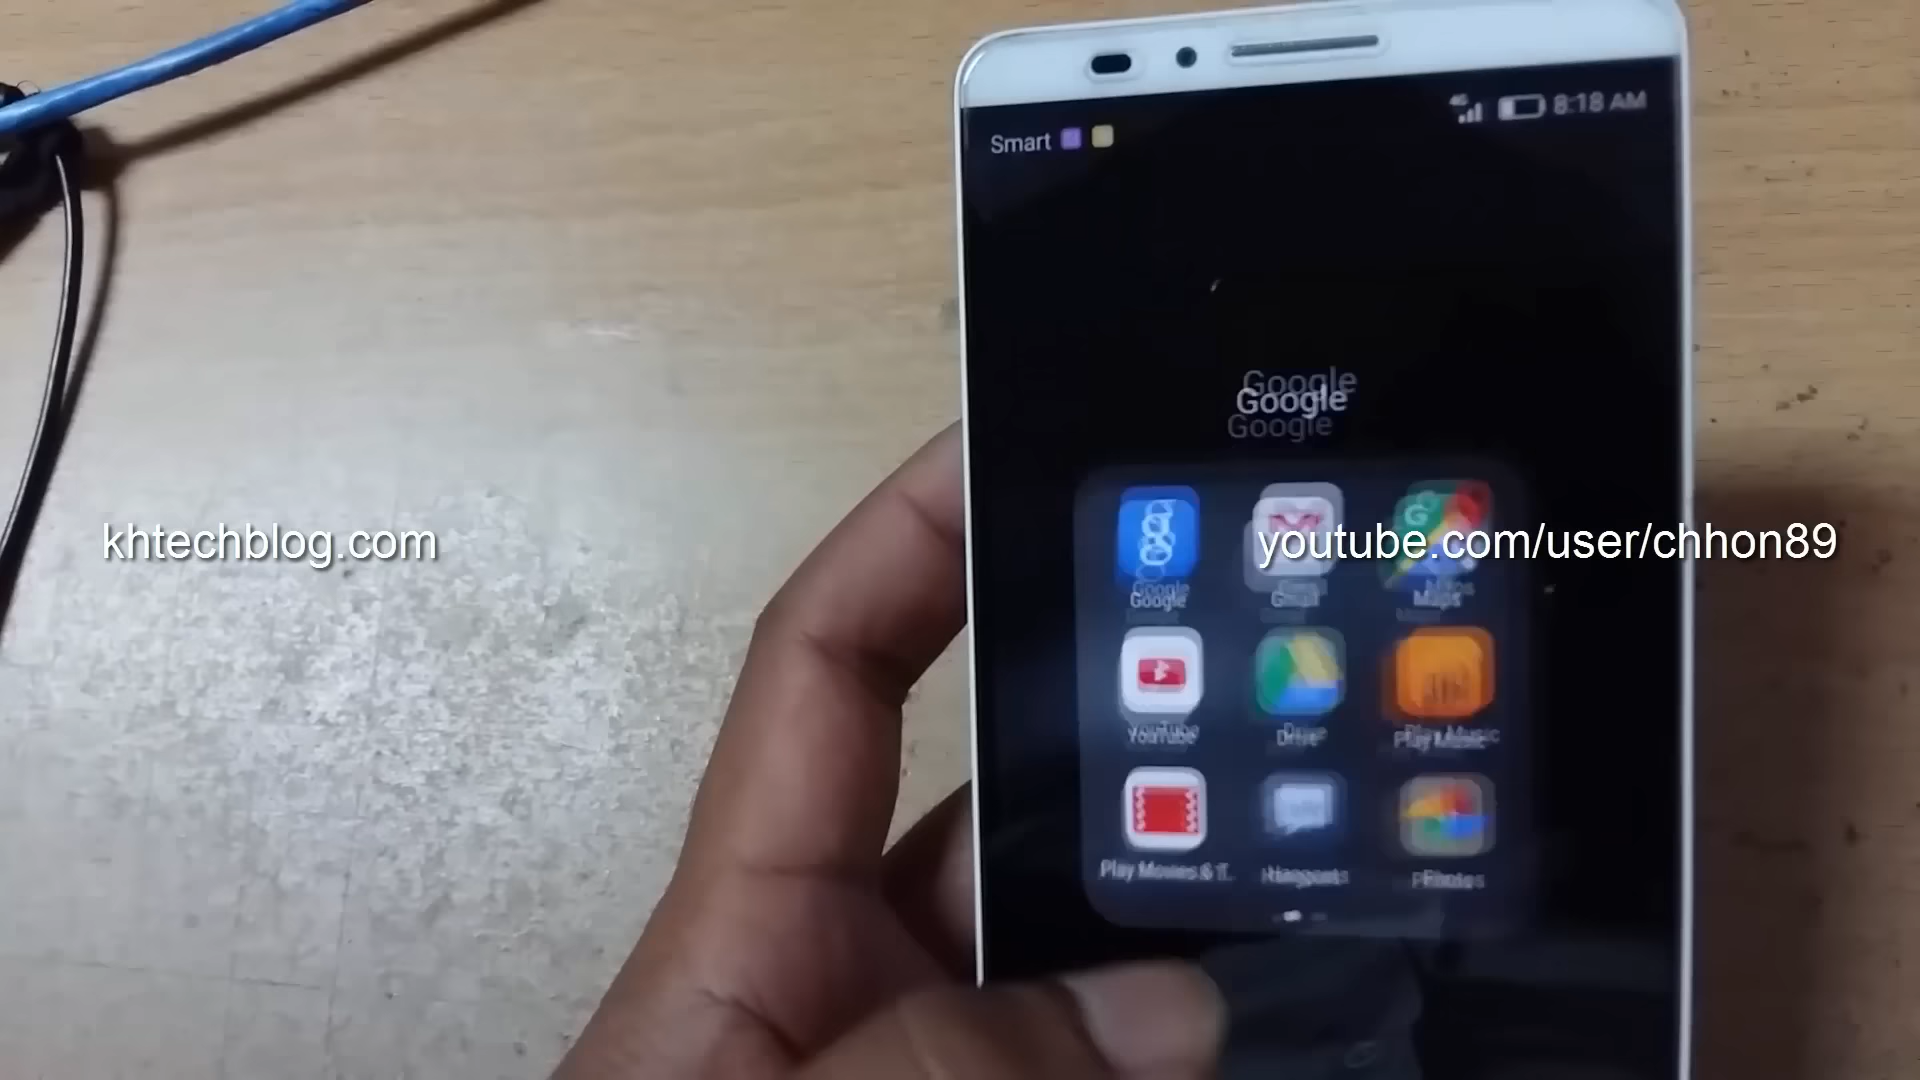 4G 8:18 AM
Smart
Google
khtechblog.com
youtube.com/user/chhon89
Google Gmail Maps
YouTube Drive Play Music
Play Movies & T... Hangouts Photos